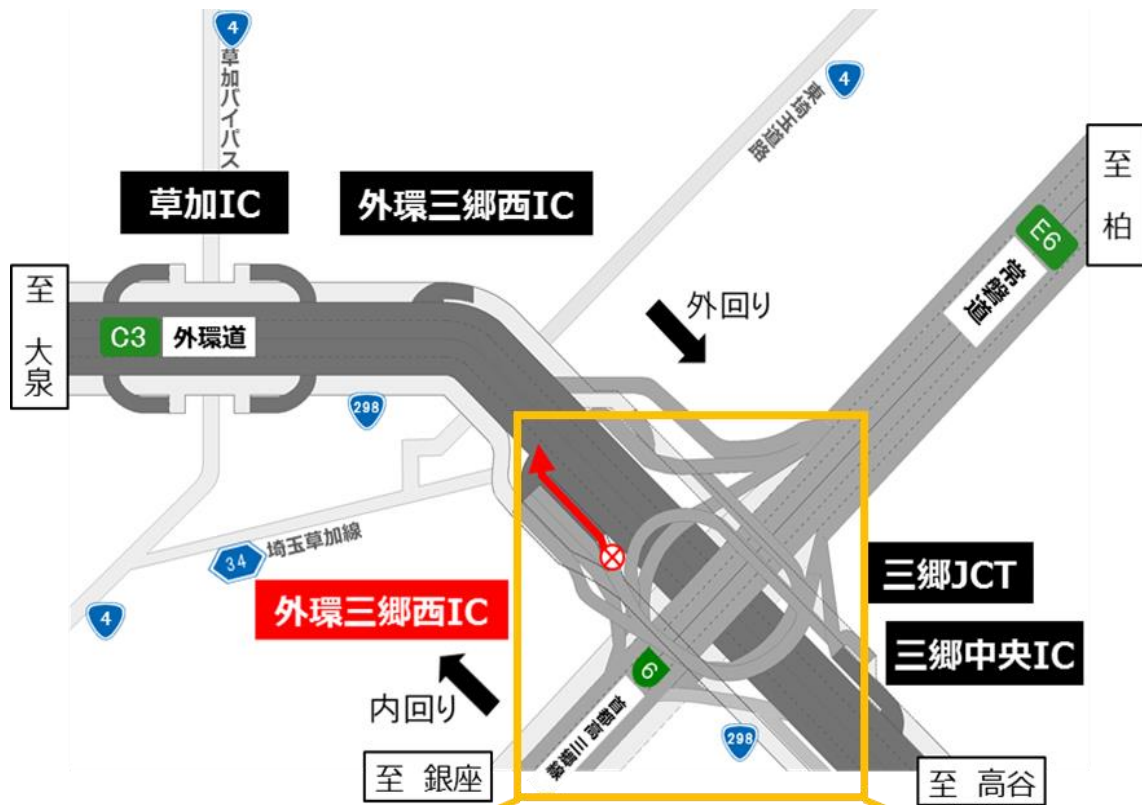 4
草加バイパス
4
東埼玉道路
草加IC
外環三郷西IC
至 柏
E6
常磐道
至 大泉
C3 外環道
外回り
298
34
埼玉草加線
4
外環三郷西IC
三郷JCT
三郷中央IC
内回り
6
首都高 三郷線
298
至 銀座
至 高谷